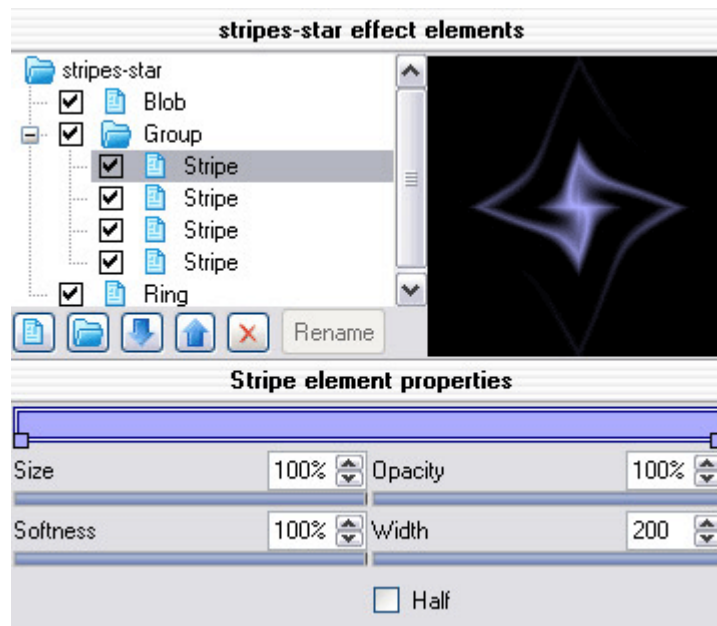 stripes-star effect elements
stripes-star
Blob
Group
Stripe
Stripe
Stripe
Stripe
Ring
Rename
Stripe element properties
Size 100% Opacity 100%
Softness 100% Width 200
Half